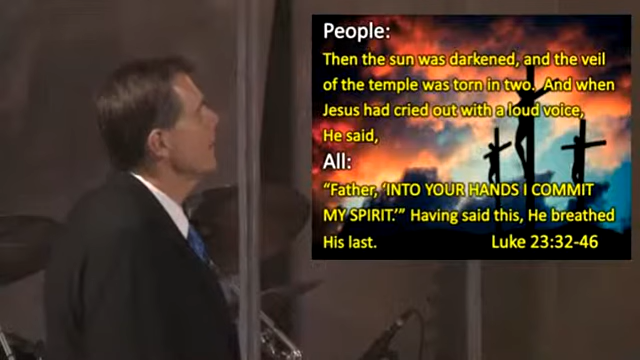 People:
Then the sun was darkened, and the veil
of the temple was torn in two.  And when
Jesus had cried out with a loud voice,
He said,
All:
“Father, ‘INTO YOUR HANDS I COMMIT
MY SPIRIT.’” Having said this, He breathed
His last. Luke 23:32-46